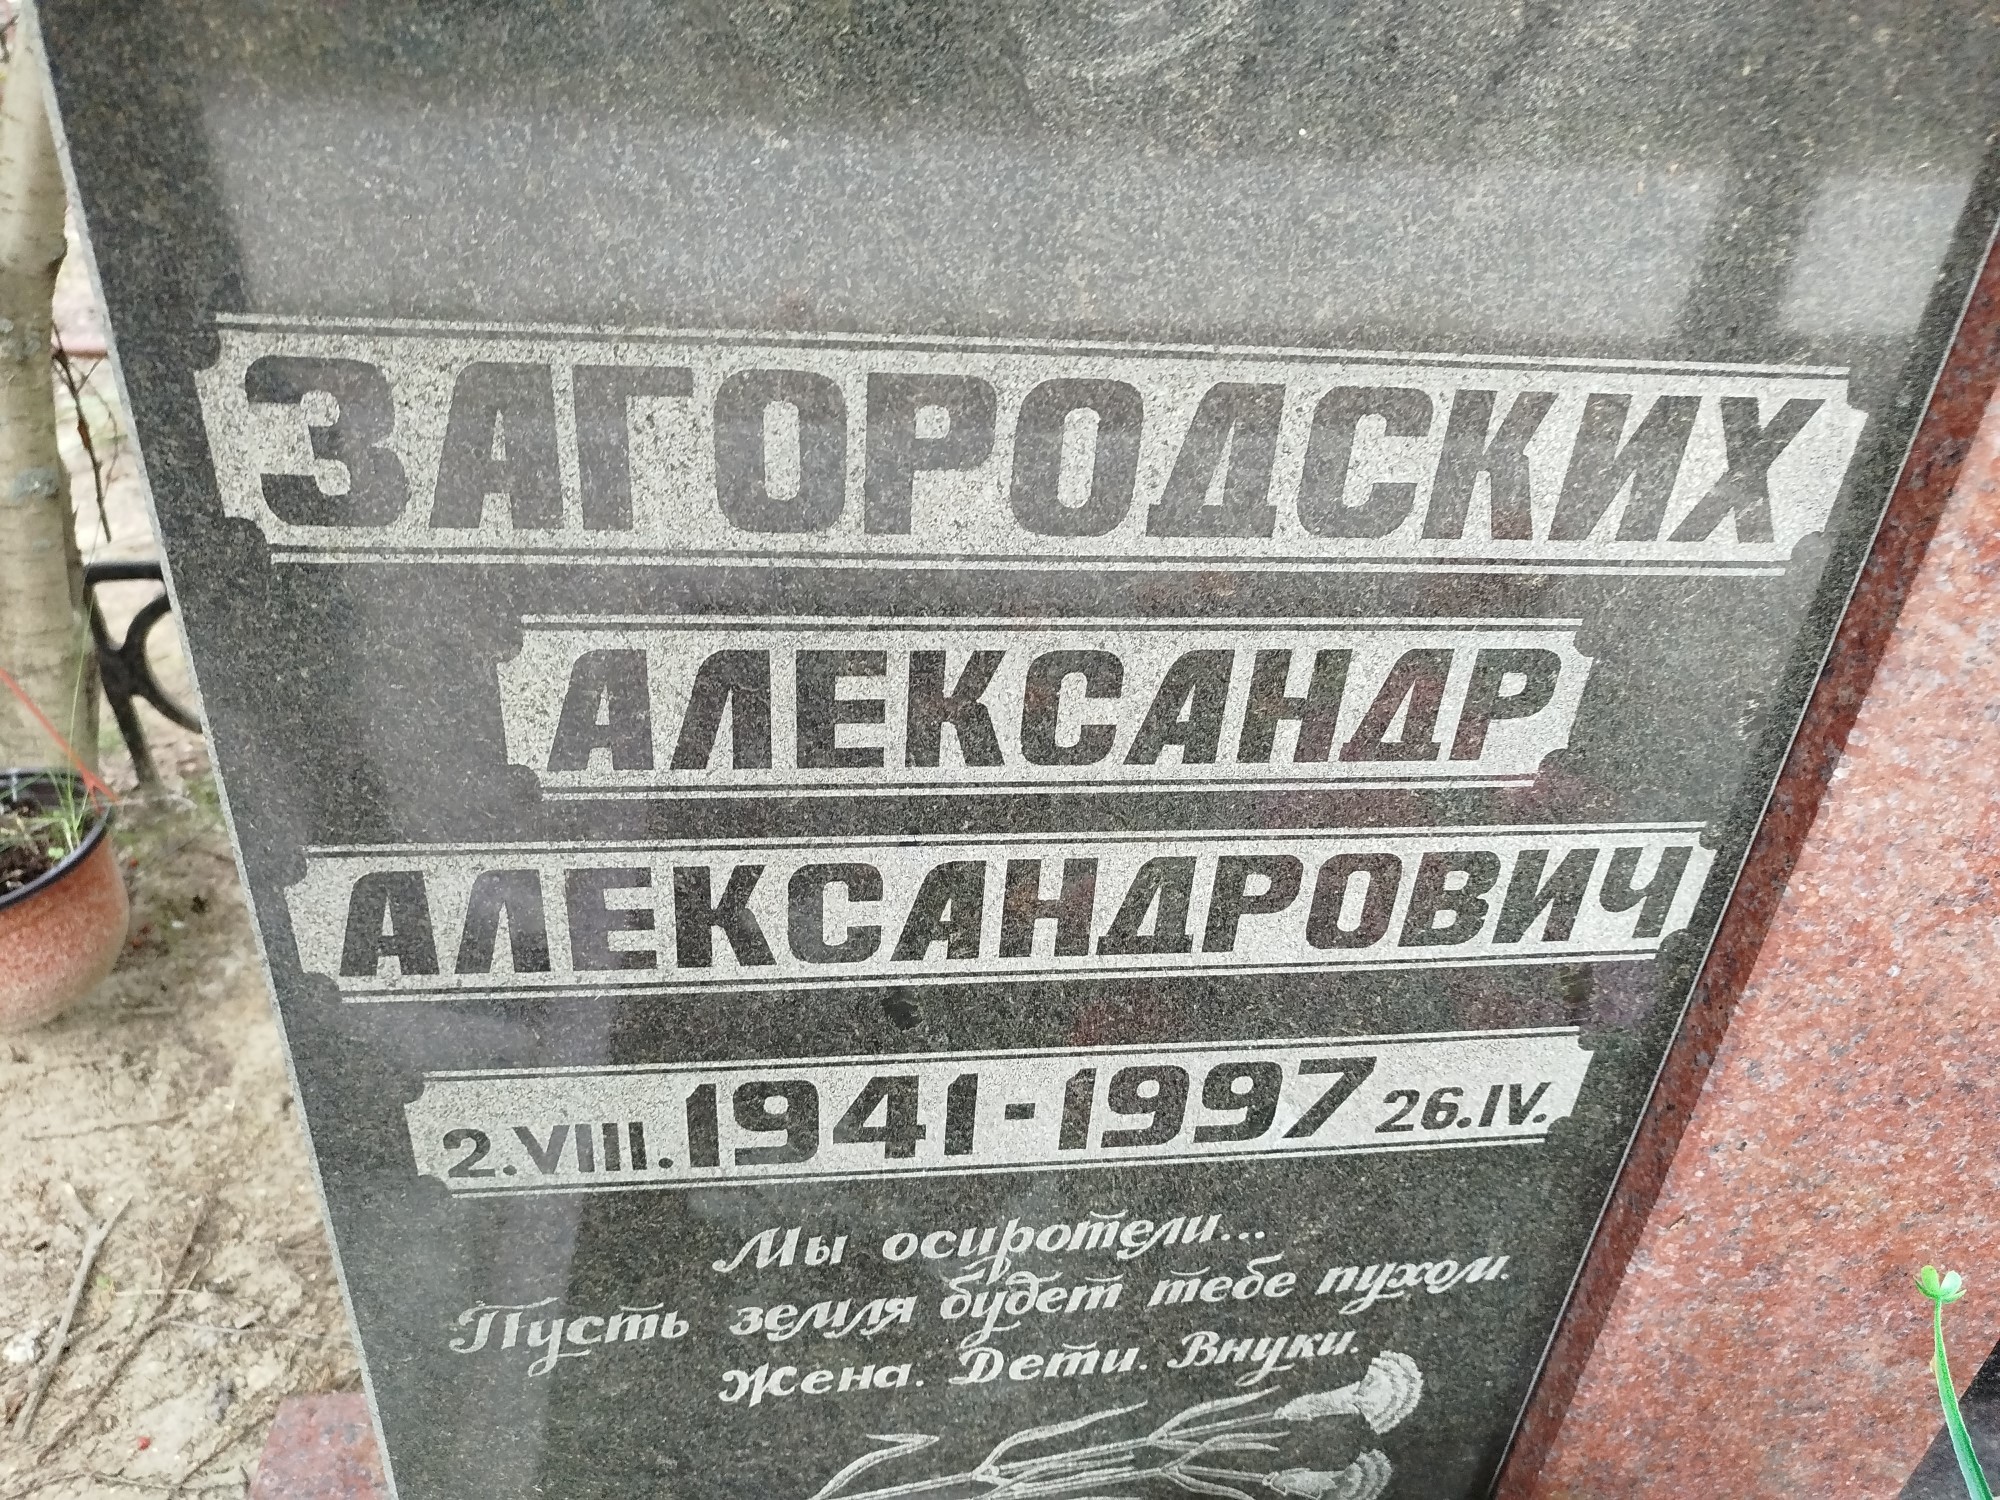 ЗАГОРОДСКИХ
АЛЕКСАНДР
АЛЕКСАНДРОВИЧ
2.VIII.1941-1997 26.IV.
Мы осиротели...
Пусть земля будет тебе пухом.
Жена. Дети. Внуки.